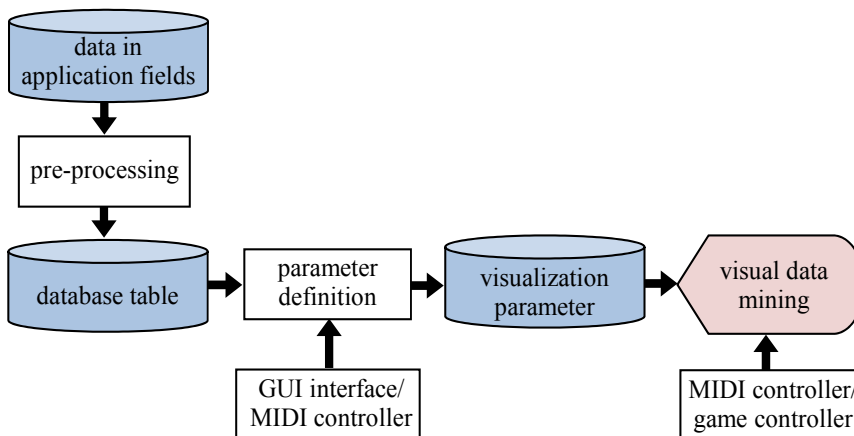 data in
application fields
pre-processing
database table
parameter
definition
visualization
parameter
visual data
mining
GUI interface/
MIDI controller
MIDI controller/
game controller